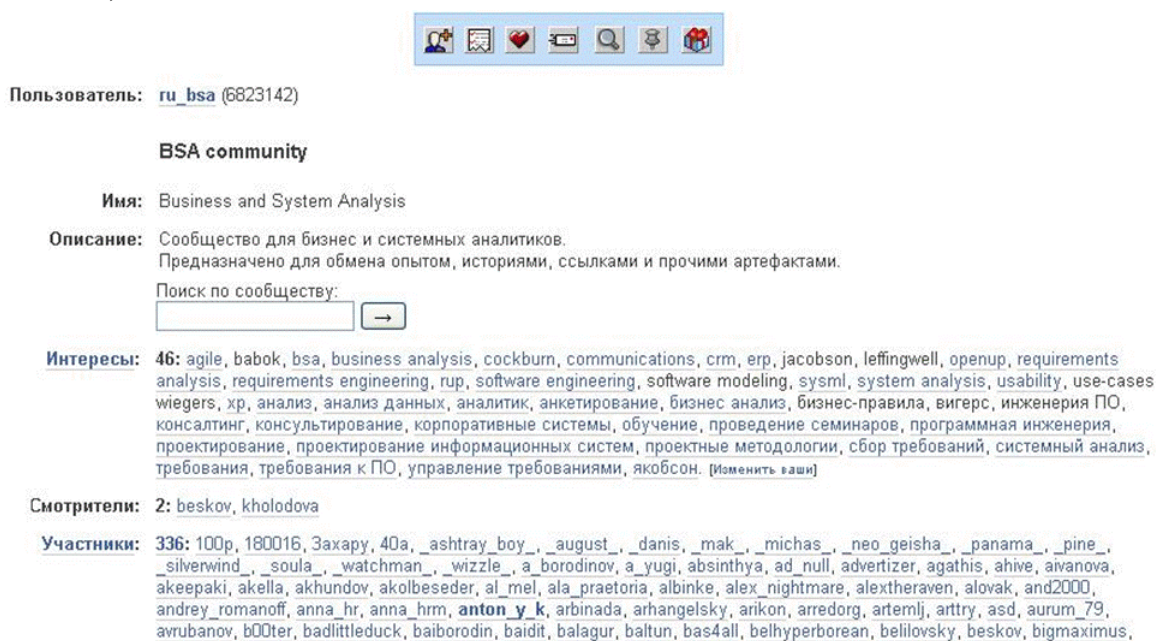 Пользователь: ru_bsa (6823142)
BSA community
Имя: Business and System Analysis
Описание: Сообщество для бизнес и системных аналитиков.
Предназначено для обмена опытом, историями, ссылками и прочими артефактами.
Поиск по сообществу:
→
Интересы: 46: agile, babok, bsa, business analysis, cockburn, communications, crm, erp, jacobson, leffingwell, openup, requirements
analysis, requirements engineering, rup, software engineering, software modeling, sysml, system analysis, usability, use-cases
wiegers, xp, анализ, анализ данных, аналитик, анкетирование, бизнес анализ, бизнес-правила, вигерс, инженерия ПО,
консалтинг, консультирование, корпоративные системы, обучение, проведение семинаров, программная инженерия,
проектирование, проектирование информационных систем, проектные методологии, сбор требований, системный анализ,
требования, требования к ПО, управление требованиями, якобсон. [Изменить ваши]
Смотрители: 2: beskov, kholodova
Участники: 336: 100p, 180016, 3axapy, 40a, _ashtray_boy_, _august_, _danis, _mak_, _michas_, _neo_geisha_, _panama_, _pine_,
_silverwind_, _soula_, _watchman_, _wizzle_, a_borodinov, a_yugi, absinthya, ad_null, advertizer, agathis, ahive, aivanova,
akeepaki, akella, akhundov, akolbeseder, al_mel, ala_praetoria, albinke, alex_nightmare, alextheraven, alovak, and2000,
andrey_romanoff, anna_hr, anna_hrm, anton_y_k, arbinada, arhangelsky, arikon, arredorg, artemlj, arttry, asd, aurum_79,
avrubanov, b00ter, badlittleduck, baiborodin, baidit, balagur, baltun, bas4all, belhyperborean, belilovsky, beskov, bigmaximus,